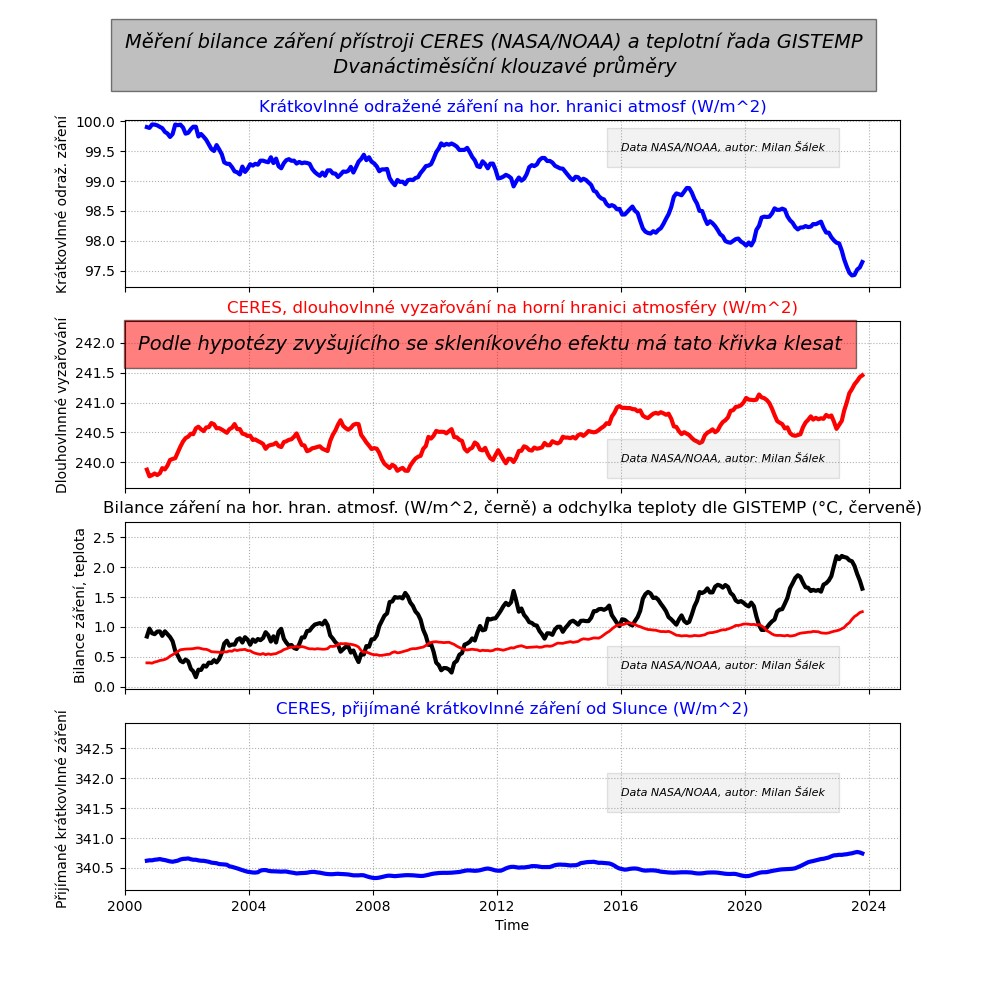 Měření bilance záření přístroji CERES (NASA/NOAA) a teplotní řada GISTEMP
Dvanáctiměsíční klouzavé průměry
Krátkovlnné odražené záření na hor. hranici atmosf (W/m^2)
Krátkovlnné odraž. záření
100.0
99.5
99.0
98.5
98.0
97.5
Data NASA/NOAA, autor: Milan Šálek
CERES, dlouhovlnné vyzařování na horní hranici atmosféry (W/m^2)
Dlouhovlnné vyzařování
242.0
241.5
241.0
240.5
240.0
Podle hypotézy zvyšujícího se skleníkového efektu má tato křivka klesat
Data NASA/NOAA, autor: Milan Šálek
Bilance záření na hor. hran. atmosf. (W/m^2, černě) a odchylka teploty dle GISTEMP (°C, červeně)
Bilance záření, teplota
2.5
2.0
1.5
1.0
0.5
0.0
Data NASA/NOAA, autor: Milan Šálek
CERES, přijímané krátkovlnné záření od Slunce (W/m^2)
Přijímané krátkovlnné záření
342.5
342.0
341.5
341.0
340.5
Data NASA/NOAA, autor: Milan Šálek
2000 2004 2008 2012 2016 2020 2024
Time